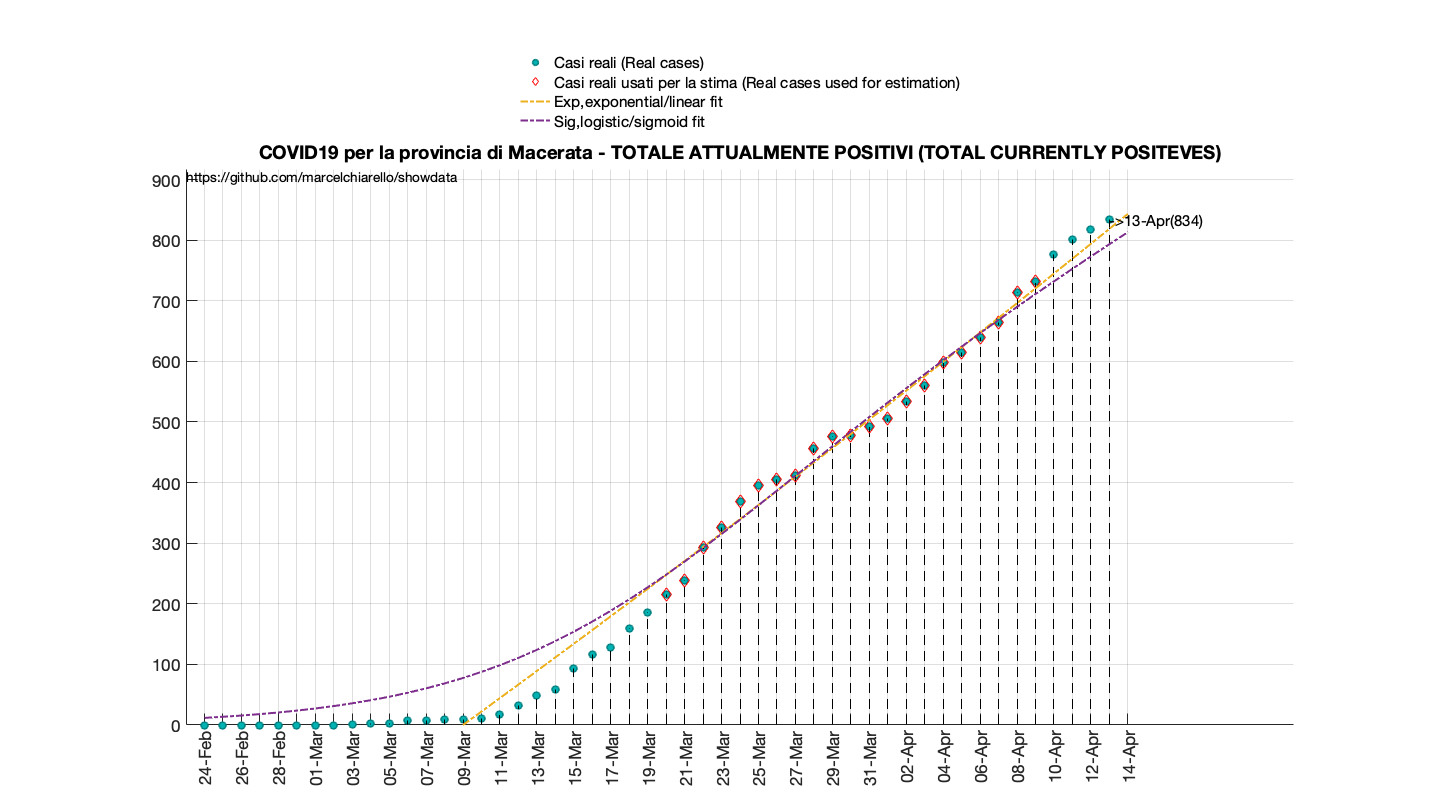 Casi reali (Real cases)
Casi reali usati per la stima (Real cases used for estimation)
Exp,exponential/linear fit
Sig,logistic/sigmoid fit
COVID19 per la provincia di Macerata - TOTALE ATTUALMENTE POSITIVI (TOTAL CURRENTLY POSITEVES)
https://github.com/marcelchiarello/showdata
900
800
700
600
500
400
300
200
100
0
>13-Apr(834)
24-Feb
26-Feb
28-Feb
01-Mar
03-Mar
05-Mar
07-Mar
09-Mar
11-Mar
13-Mar
15-Mar
17-Mar
19-Mar
21-Mar
23-Mar
25-Mar
27-Mar
29-Mar
31-Mar
02-Apr
04-Apr
06-Apr
08-Apr
10-Apr
12-Apr
14-Apr